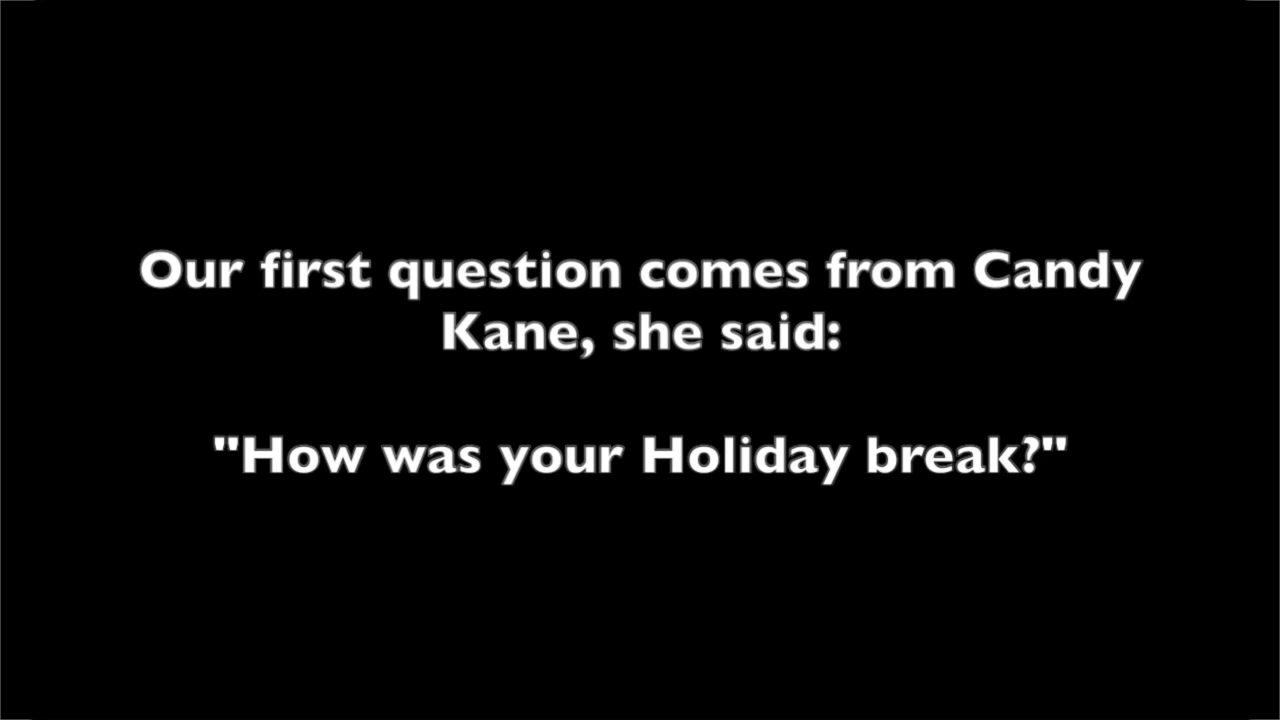 Our first question comes from Candy
Kane, she said:
"How was your Holiday break?"